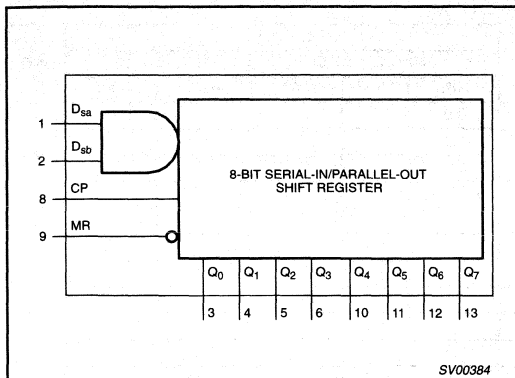 Dsa
1
Dsb
2
8-BIT SERIAL-IN/PARALLEL-OUT
SHIFT REGISTER
CP
8
MR
9
Q0 Q1 Q2 Q3 Q4 Q5 Q6 Q7
3 4 5 6 10 11 12 13
SV00384